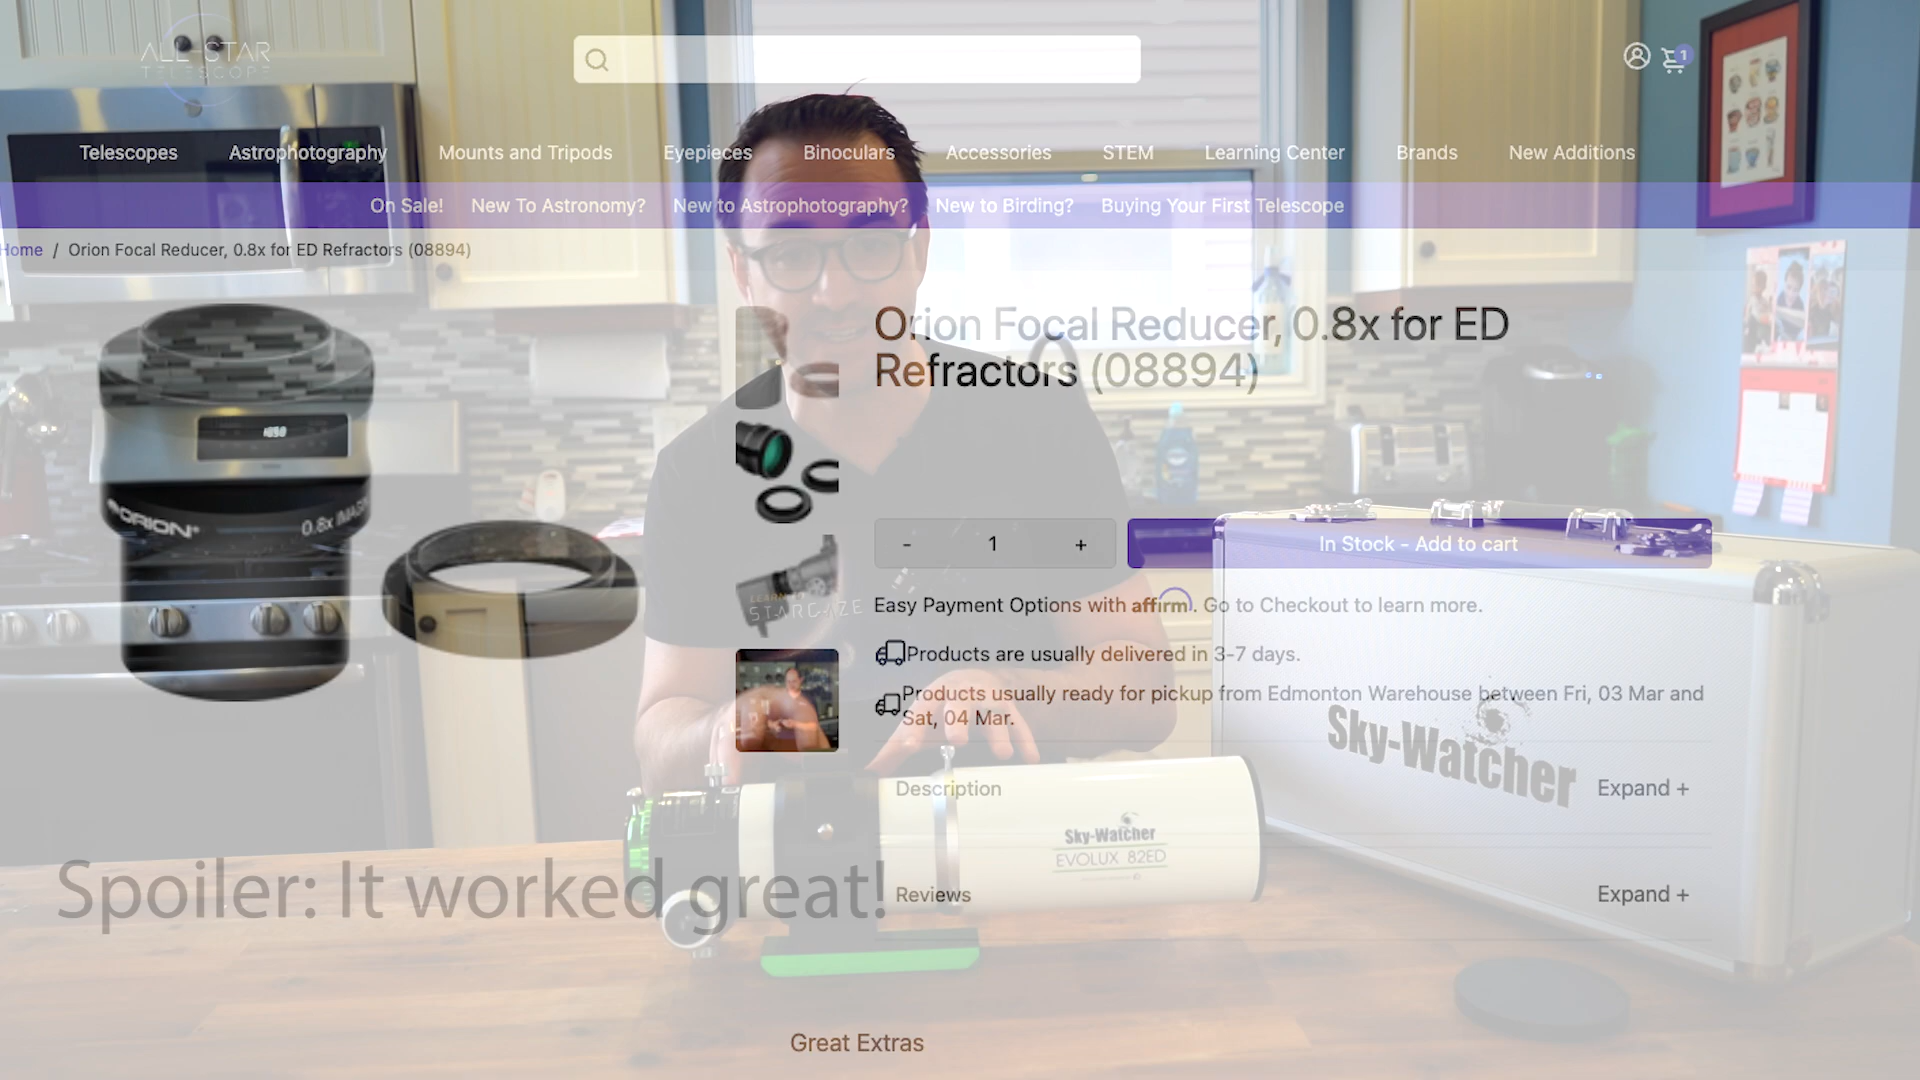 ALL-STAR
TELESCOPE
1
Telescopes
Astrophotography
Mounts and Tripods
Eyepieces
Binoculars
Accessories
STEM
Learning Center
Brands
New Additions
On Sale!
New To Astronomy?
New to Astrophotography?
New to Birding?
Buying Your First Telescope
Home / Orion Focal Reducer, 0.8x for ED Refractors (08894)
Orion Focal Reducer, 0.8x for ED
Refractors (08894)
ORION
0.8x
- 1 +
In Stock - Add to cart
STARGAZE
Easy Payment Options with affirm. Go to Checkout to learn more.
Products are usually delivered in 3-7 days.
Products usually ready for pickup from Edmonton Warehouse between Fri, 03 Mar and
Sat, 04 Mar.
Sky-Watcher
Description
Expand +
Sky-Watcher
EVOLUX 82ED
Spoiler: It worked great!
Reviews
Expand +
Great Extras